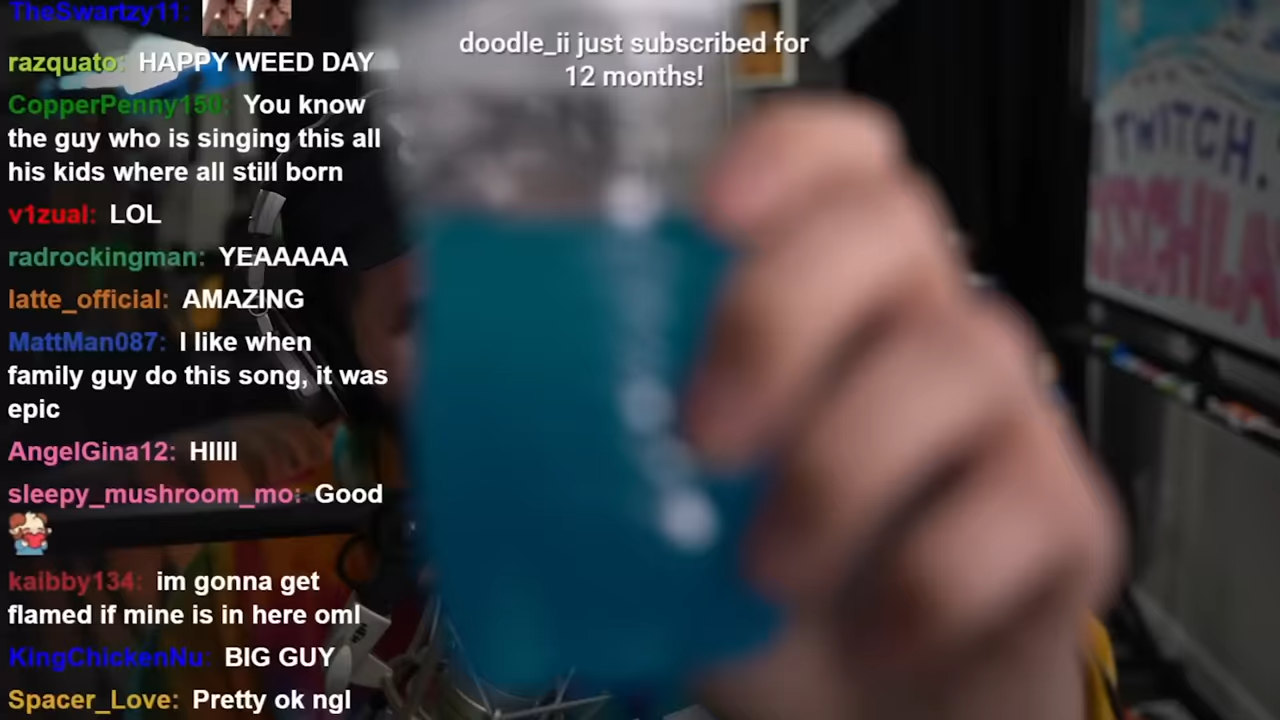 TheSwartzy11:
razquato: HAPPY WEED DAY
CopperPenny150: You know
the guy who is singing this all
his kids where all still born
v1zual: LOL
radrockingman: YEAAAAA
latte_official: AMAZING
MattMan087: I like when
family guy do this song, it was
epic
AngelGina12: HIIII
sleepy_mushroom_mo: Good
kaibby134: im gonna get
flamed if mine is in here oml
KingChickenNu: BIG GUY
Spacer_Love: Pretty ok ngl
doodle_ii just subscribed for
12 months!
TWITCH.